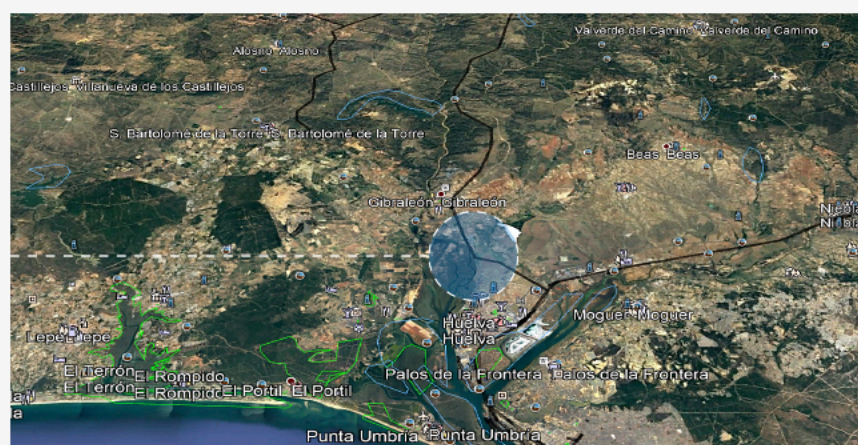 Valverde del Camino Valverde del Camino
Alosno Alosno
Castillejos Villanueva de los Castillejos
S. Bartolomé de la Torre S. Bartolomé de la Torre
Beas Beas
Gibraleón Gibraleón
Niebla
Huelva
Huelva
Moguer Moguer
Lepe Lepe
El Terrón
El Terrón
El Rompido
El Rompido
El Portil El Portil
Palos de la Frontera Palos de la Frontera
Punta Umbría Punta Umbría